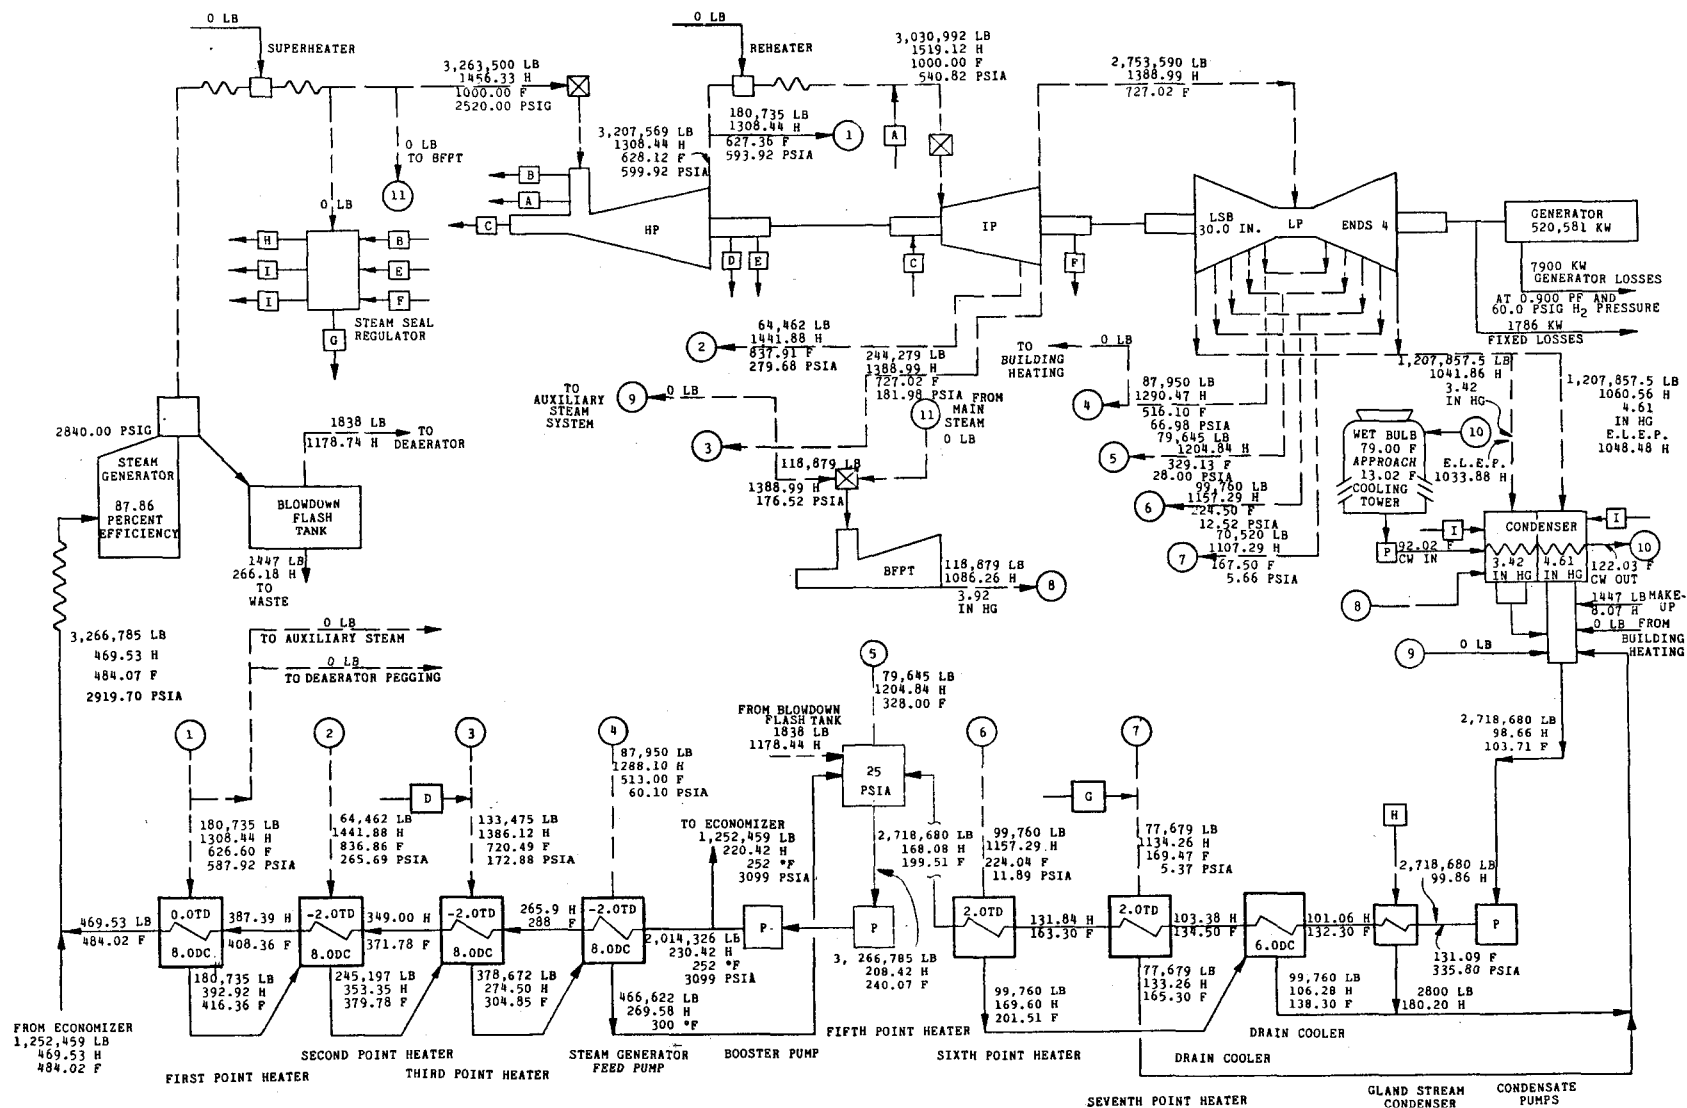 0 LB
SUPERHEATER
3,263,500 LB
1456.33 H
1000.00 F
2520.00 PSIG
0 LB
TO BFPT
11
0 LB
H
I
I
B
E
F
STEAM SEAL
REGULATOR
G
0 LB
REHEATER
3,207,569 LB
1308.44 H
628.12 F
599.92 PSIA
180,735 LB
1308.44 H
627.36 F
593.92 PSIA
1
A
3,030,992 LB
1519.12 H
1000.00 F
540.82 PSIA
2,753,590 LB
1388.99 H
727.02 F
B
A
C
HP
D
E
C
IP
F
LSB
30.0 IN.
LP
ENDS 4
GENERATOR
520,581 KW
7900 KW
GENERATOR LOSSES
AT 0.900 PF AND
60.0 PSIG H2 PRESSURE
1786 KW
FIXED LOSSES
2
64,462 LB
1441.88 H
837.91 F
279.68 PSIA
244,279 LB
1388.99 H
727.02 F
181.98 PSIA
3
TO
AUXILIARY
STEAM
SYSTEM
9
0 LB
FROM
MAIN
STEAM
0 LB
11
118,879 LB
1388.99 H
176.52 PSIA
BFPT
118,879 LB
1086.26 H
3.92
IN HG
8
TO
BUILDING
HEATING
0 LB
4
87,950 LB
1290.47 H
516.10 F
66.98 PSIA
5
79,645 LB
1204.84 H
329.13 F
28.00 PSIA
6
99,760 LB
1157.29 H
224.50 F
12.52 PSIA
7
70,520 LB
1107.29 H
167.50 F
5.66 PSIA
1,207,857.5 LB
1041.86 H
3.42
IN HG
E.L.E.P.
1033.88 H
1,207,857.5 LB
1060.56 H
4.61
IN HG
E.L.E.P.
1048.48 H
WET BULB
79.00 F
APPROACH
13.02 F
COOLING
TOWER
10
P
92.02 F
CW IN
I
CONDENSER
I
3.42
IN HG
4.61
IN HG
10
122.03 F
CW OUT
8
1447 LB
8.07 H
MAKE-
UP
0 LB
FROM
BUILDING
HEATING
9
0 LB
2840.00 PSIG
STEAM
GENERATOR
87.86
PERCENT
EFFICIENCY
1838 LB
1178.74 H
TO
DEAERATOR
BLOWDOWN
FLASH
TANK
1447 LB
266.18 H
TO
WASTE
3,266,785 LB
469.53 H
484.07 F
2919.70 PSIA
0 LB
TO AUXILIARY STEAM
0 LB
TO DEAERATOR PEGGING
1
180,735 LB
1308.44 H
626.60 F
587.92 PSIA
2
64,462 LB
1441.88 H
836.86 F
265.69 PSIA
D
3
133,475 LB
1386.12 H
720.49 F
172.88 PSIA
4
87,950 LB
1288.10 H
513.00 F
60.10 PSIA
FROM BLOWDOWN
FLASH TANK
1838 LB
1178.44 H
5
79,645 LB
1204.84 H
328.00 F
25
PSIA
TO ECONOMIZER
1,252,459 LB
220.42 H
252 °F
3099 PSIA
2,718,680 LB
168.08 H
199.51 F
6
99,760 LB
1157.29 H
224.04 F
11.89 PSIA
G
7
77,679 LB
1134.26 H
169.47 F
5.37 PSIA
2,718,680 LB
98.66 H
103.71 F
H
2,718,680 LB
99.86 H
469.53 LB
484.02 F
0.0TD
8.0DC
387.39 H
408.36 F
-2.0TD
8.0DC
349.00 H
371.78 F
-2.0TD
8.0DC
265.9 H
288 F
-2.0TD
8.0DC
2,014,326 LB
230.42 H
252 °F
3099 PSIA
P
P
3, 266,785 LB
208.42 H
240.07 F
2.0TD
131.84 H
163.30 F
2.0TD
103.38 H
134.50 F
6.0DC
101.06 H
132.30 F
P
131.09 F
335.80 PSIA
180,735 LB
392.92 H
416.36 F
245,197 LB
353.35 H
379.78 F
378,672 LB
274.50 H
304.85 F
466,622 LB
269.58 H
300 °F
99,760 LB
169.60 H
201.51 F
77,679 LB
133.26 H
165.30 F
99,760 LB
106.28 H
138.30 F
2800 LB
180.20 H
FROM ECONOMIZER
1,252,459 LB
469.53 H
484.02 F
FIRST POINT HEATER
SECOND POINT HEATER
THIRD POINT HEATER
STEAM GENERATOR
FEED PUMP
BOOSTER PUMP
FIFTH POINT HEATER
SIXTH POINT HEATER
DRAIN COOLER
DRAIN COOLER
SEVENTH POINT HEATER
GLAND STREAM
CONDENSER
CONDENSATE
PUMPS